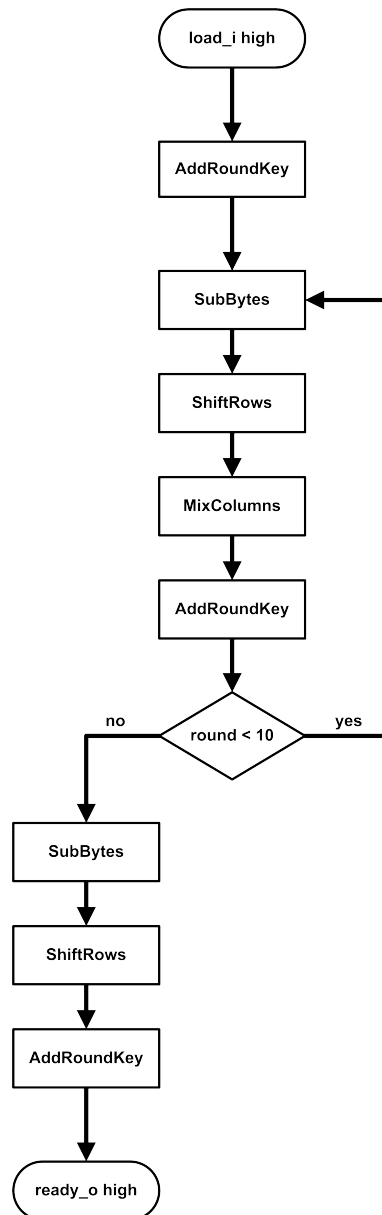 load_i high
AddRoundKey
SubBytes
ShiftRows
MixColumns
AddRoundKey
no
round < 10
yes
SubBytes
ShiftRows
AddRoundKey
ready_o high